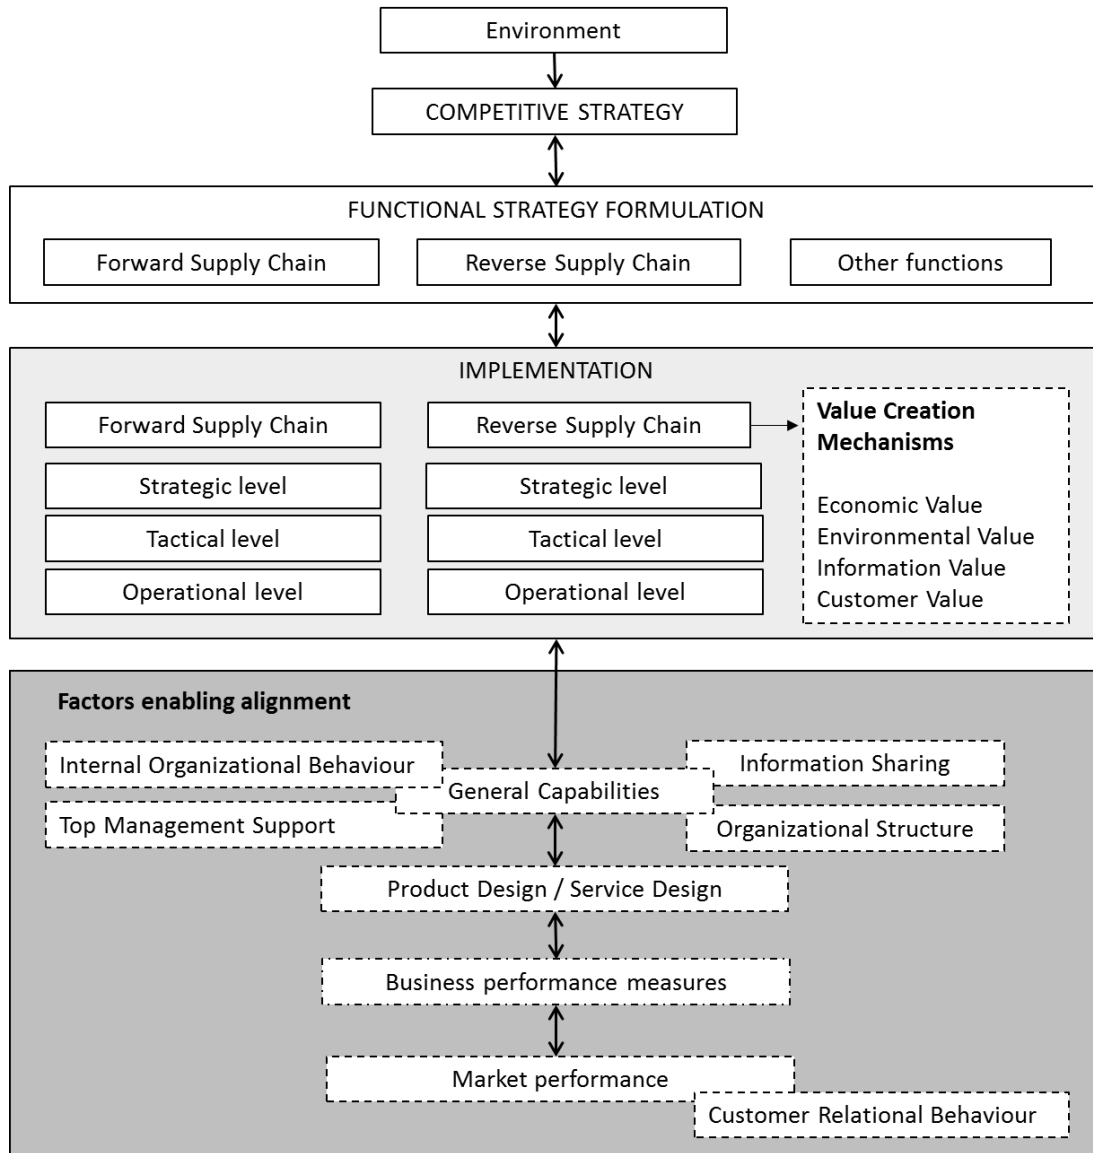 Environment
COMPETITIVE STRATEGY
FUNCTIONAL STRATEGY FORMULATION
Forward Supply Chain
Reverse Supply Chain
Other functions
IMPLEMENTATION
Forward Supply Chain
Strategic level
Tactical level
Operational level
Reverse Supply Chain
Strategic level
Tactical level
Operational level
Value Creation
Mechanisms
Economic Value
Environmental Value
Information Value
Customer Value
Factors enabling alignment
Internal Organizational Behaviour
Top Management Support
General Capabilities
Information Sharing
Organizational Structure
Product Design / Service Design
Business performance measures
Market performance
Customer Relational Behaviour